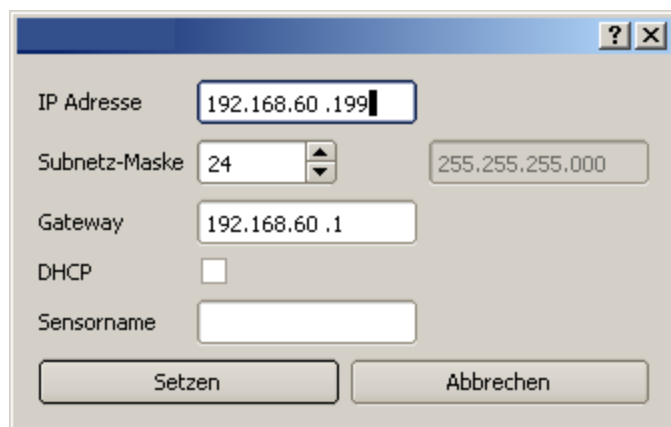 IP Adresse 192.168.60 .199
Subnetz-Maske 24 255.255.255.000
Gateway 192.168.60 .1
DHCP
Sensorname
Setzen Abbrechen